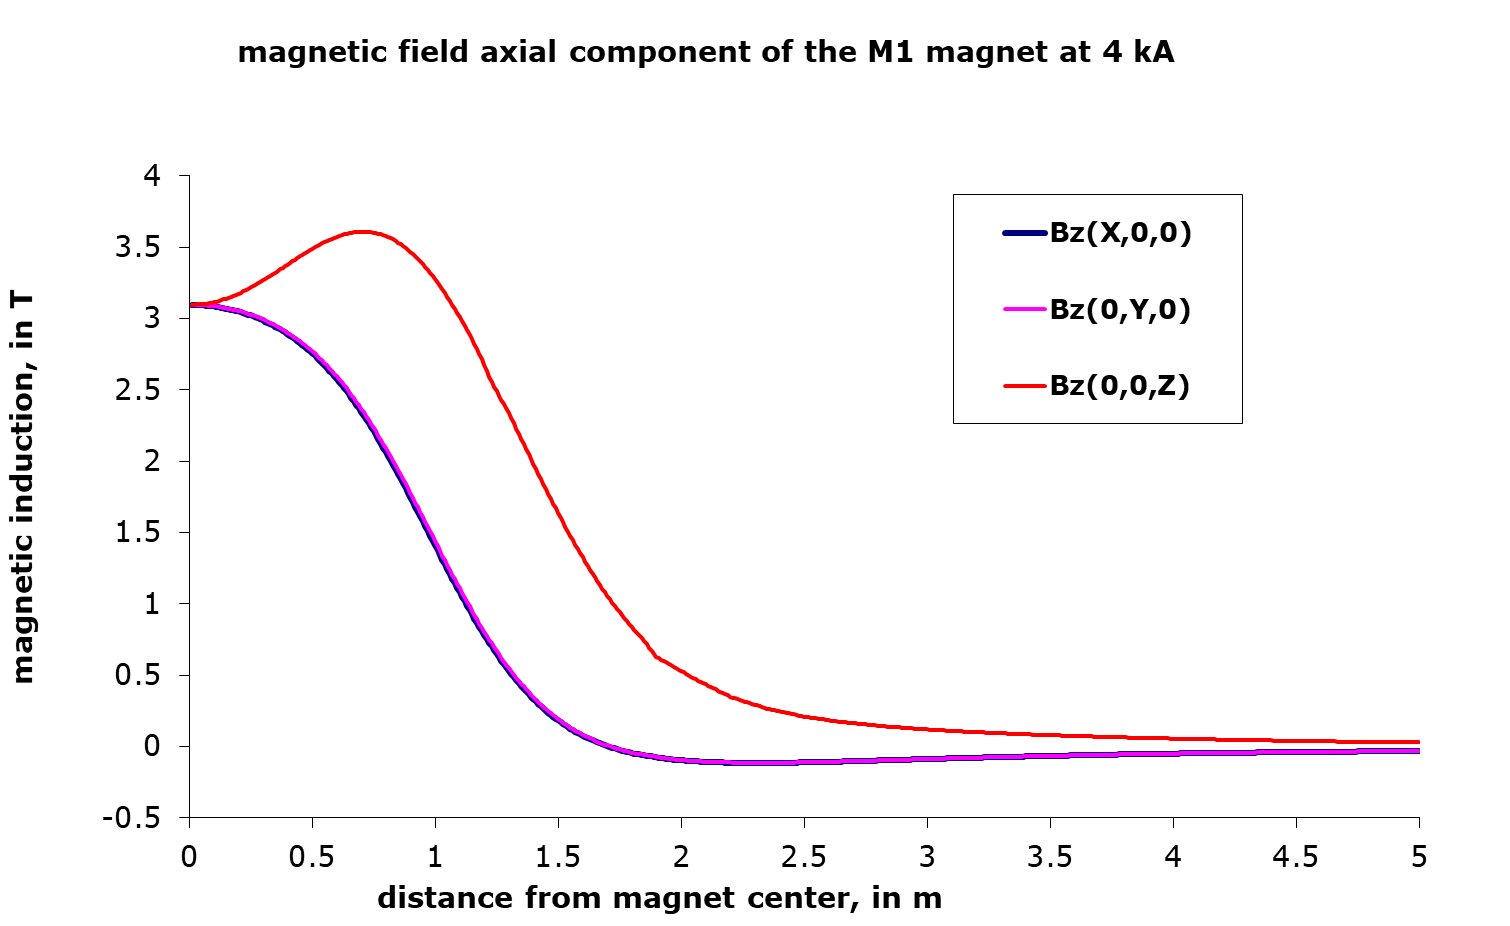 magnetic field axial component of the M1 magnet at 4 kA
magnetic induction, in T
4
3.5
3
2.5
2
1.5
1
0.5
0
-0.5
Bz(X,0,0)
Bz(0,Y,0)
Bz(0,0,Z)
0 0.5 1 1.5 2 2.5 3 3.5 4 4.5 5
distance from magnet center, in m